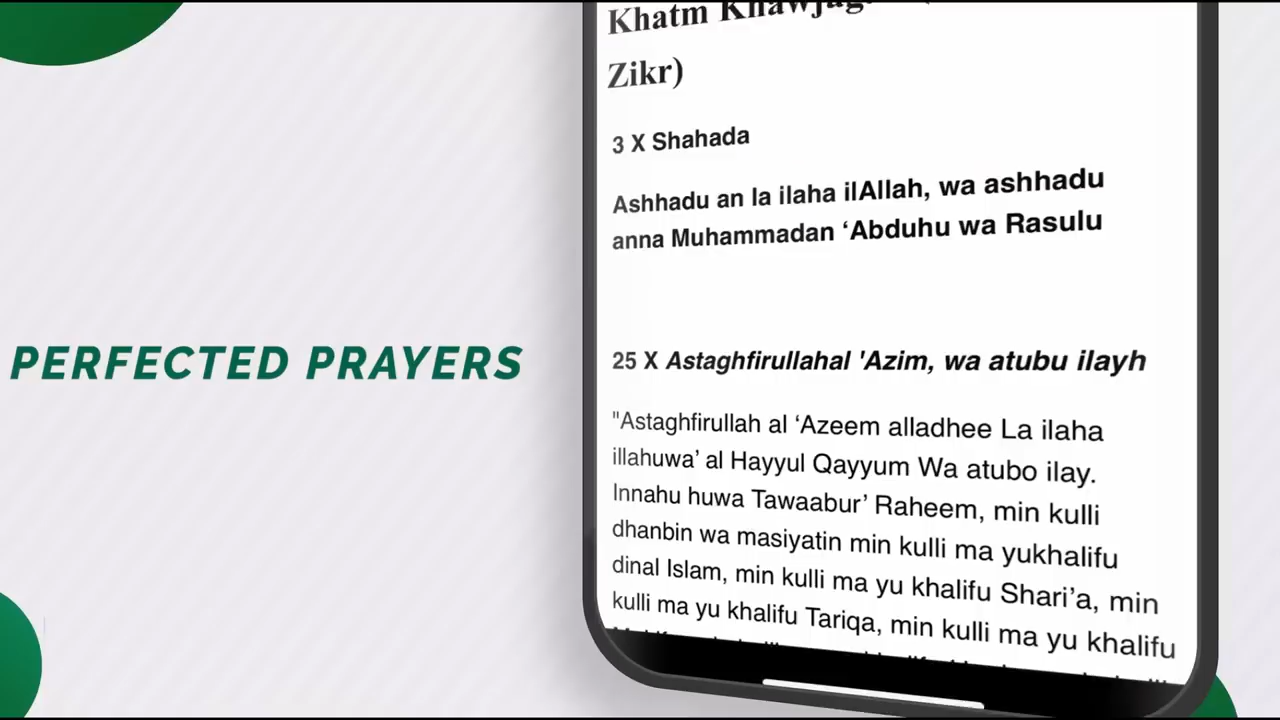 PERFECTED PRAYERS
Khatm
Zikr)
3 X Shahada
Ashhadu an la ilaha ilAllah, wa ashhadu
anna Muhammadan ‘Abduhu wa Rasulu
25 X Astaghfirullahal 'Azim, wa atubu ilayh
"Astaghfirullah al ‘Azeem alladhee La ilaha
illahuwa’ al Hayyul Qayyum Wa atubo ilay.
Innahu huwa Tawaabur’ Raheem, min kulli
dhanbin wa masiyatin min kulli ma yukhalifu
dinal Islam, min kulli ma yu khalifu Shari’a, min
kulli ma yu khalifu Tariqa, min kulli ma yu khalifu